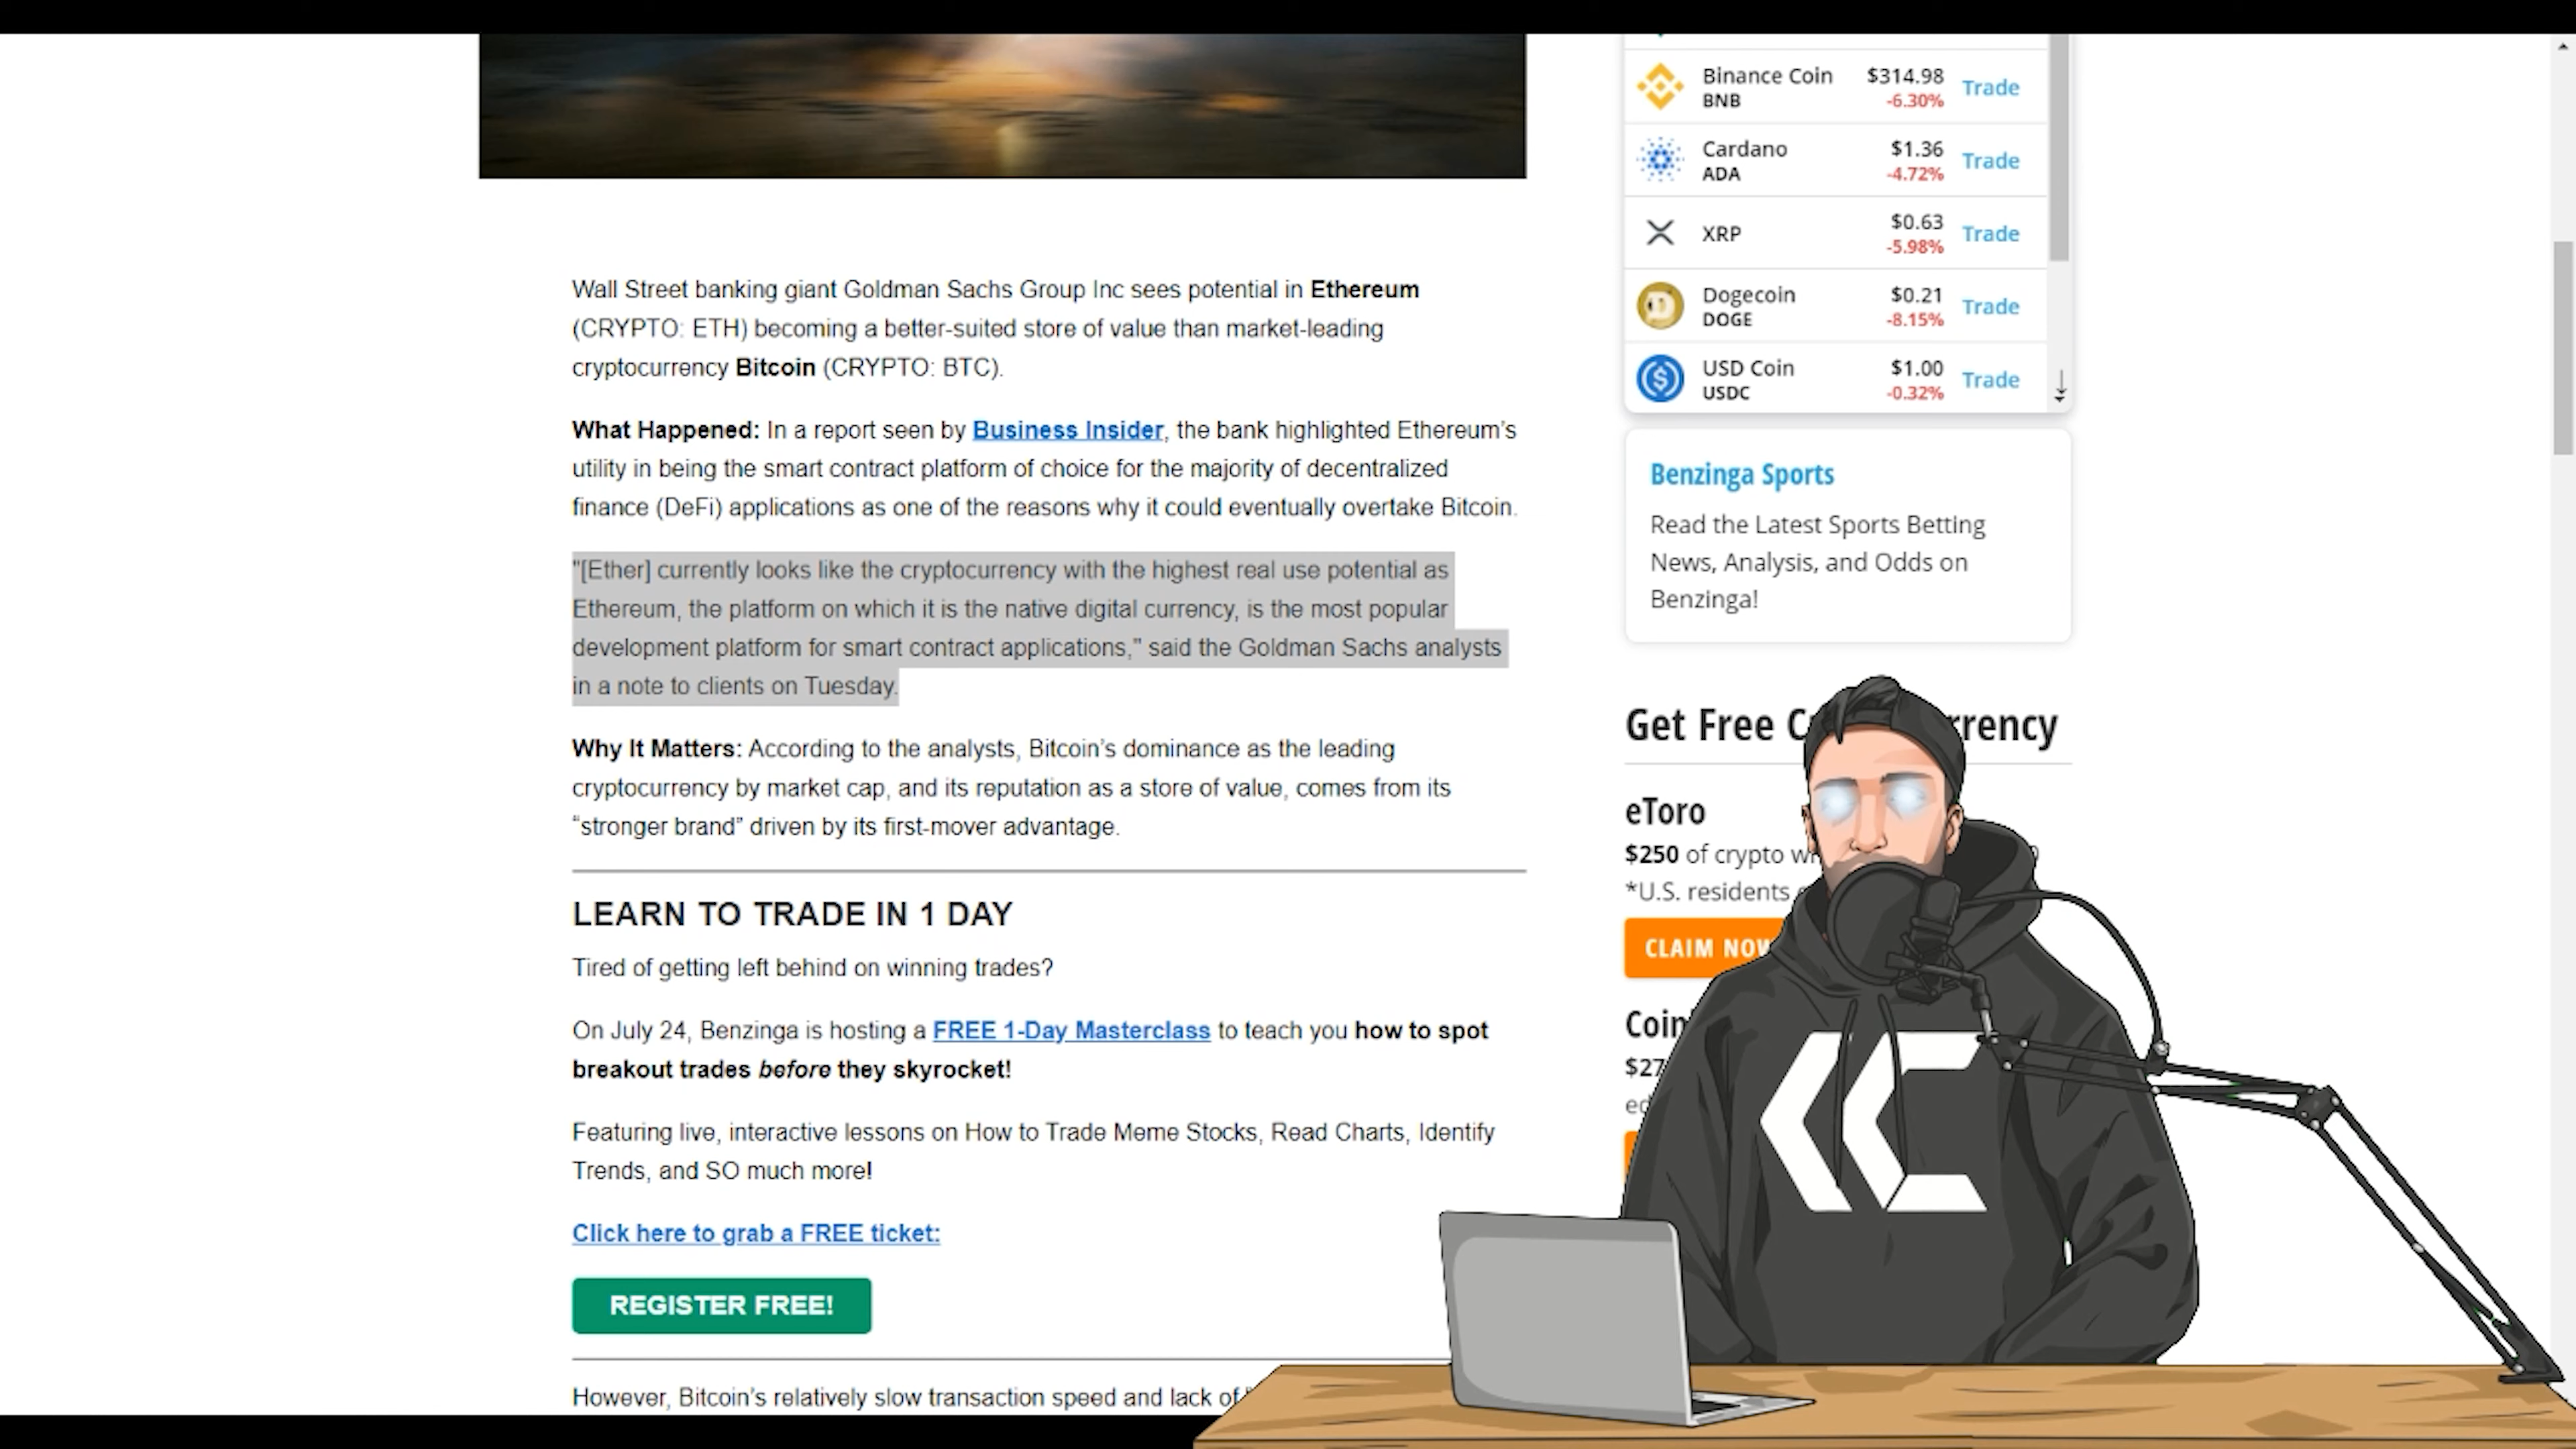 Wall Street banking giant Goldman Sachs Group Inc sees potential in Ethereum
(CRYPTO: ETH) becoming a better-suited store of value than market-leading
cryptocurrency Bitcoin (CRYPTO: BTC).
What Happened: In a report seen by Business Insider, the bank highlighted Ethereum's
utility in being the smart contract platform of choice for the majority of decentralized
finance (DeFi) applications as one of the reasons why it could eventually overtake Bitcoin.
"[Ether] currently looks like the cryptocurrency with the highest real use potential as
Ethereum, the platform on which it is the native digital currency, is the most popular
development platform for smart contract applications," said the Goldman Sachs analysts
in a note to clients on Tuesday.
Why It Matters: According to the analysts, Bitcoin's dominance as the leading
cryptocurrency by market cap, and its reputation as a store of value, comes from its
“stronger brand” driven by its first-mover advantage.
LEARN TO TRADE IN 1 DAY
Tired of getting left behind on winning trades?
On July 24, Benzinga is hosting a FREE 1-Day Masterclass to teach you how to spot
breakout trades before they skyrocket!
Featuring live, interactive lessons on How to Trade Meme Stocks, Read Charts, Identify
Trends, and SO much more!
Click here to grab a FREE ticket:
REGISTER FREE!
However, Bitcoin's relatively slow transaction speed and lack of
Binance Coin $314.98 Trade
BNB -6.30%
Cardano $1.36 Trade
ADA -4.72%
XRP $0.63 Trade
-5.98%
Dogecoin $0.21 Trade
DOGE -8.15%
USD Coin $1.00 Trade
USDC -0.32%
Benzinga Sports
Read the Latest Sports Betting
News, Analysis, and Odds on
Benzinga!
Get Free
eToro
$250 of crypto
*U.S. residents
CLAIM NOW